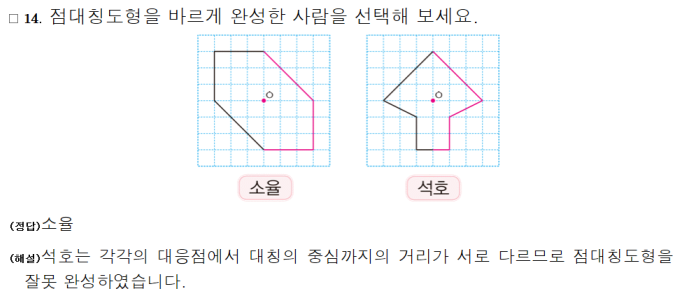 □ 14. 점대칭도형을 바르게 완성한 사람을 선택해 보세요.
ㅇ ㅇ
소율 석호
(정답)소율
(해설)석호는 각각의 대응점에서 대칭의 중심까지의 거리가 서로 다르므로 점대칭도형을
잘못 완성하였습니다.